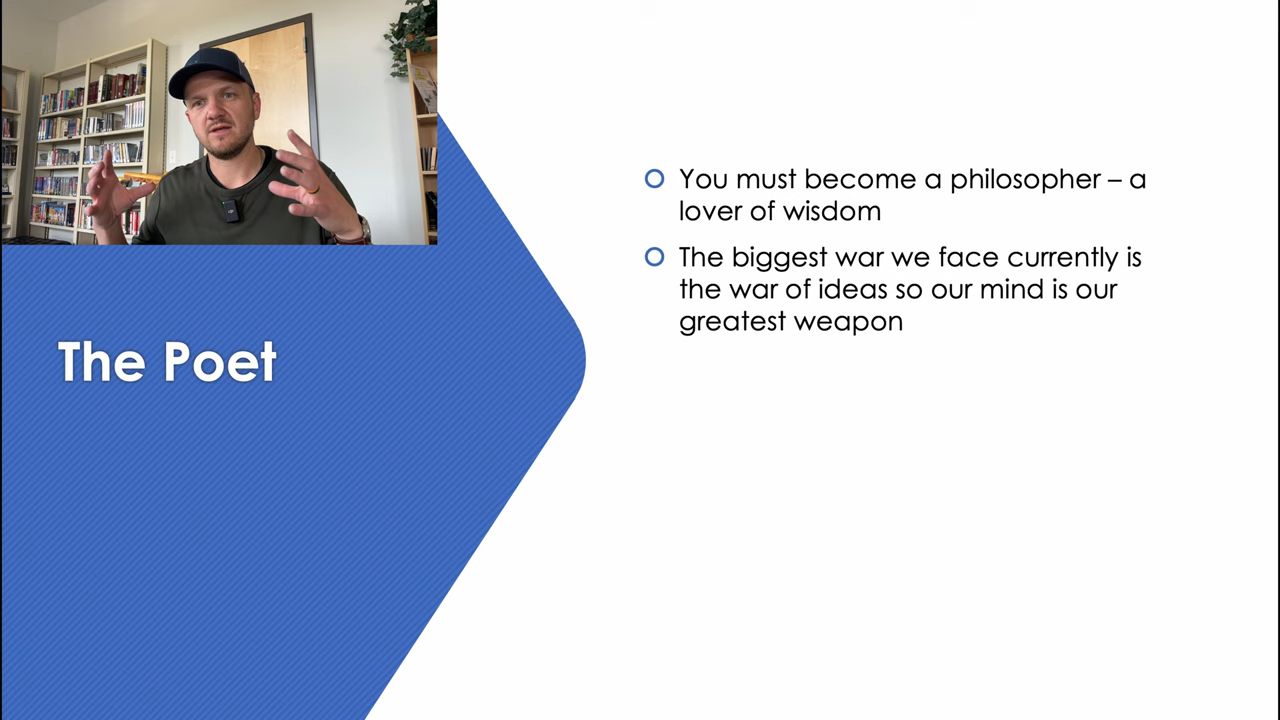 The Poet
You must become a philosopher – a
lover of wisdom
The biggest war we face currently is
the war of ideas so our mind is our
greatest weapon